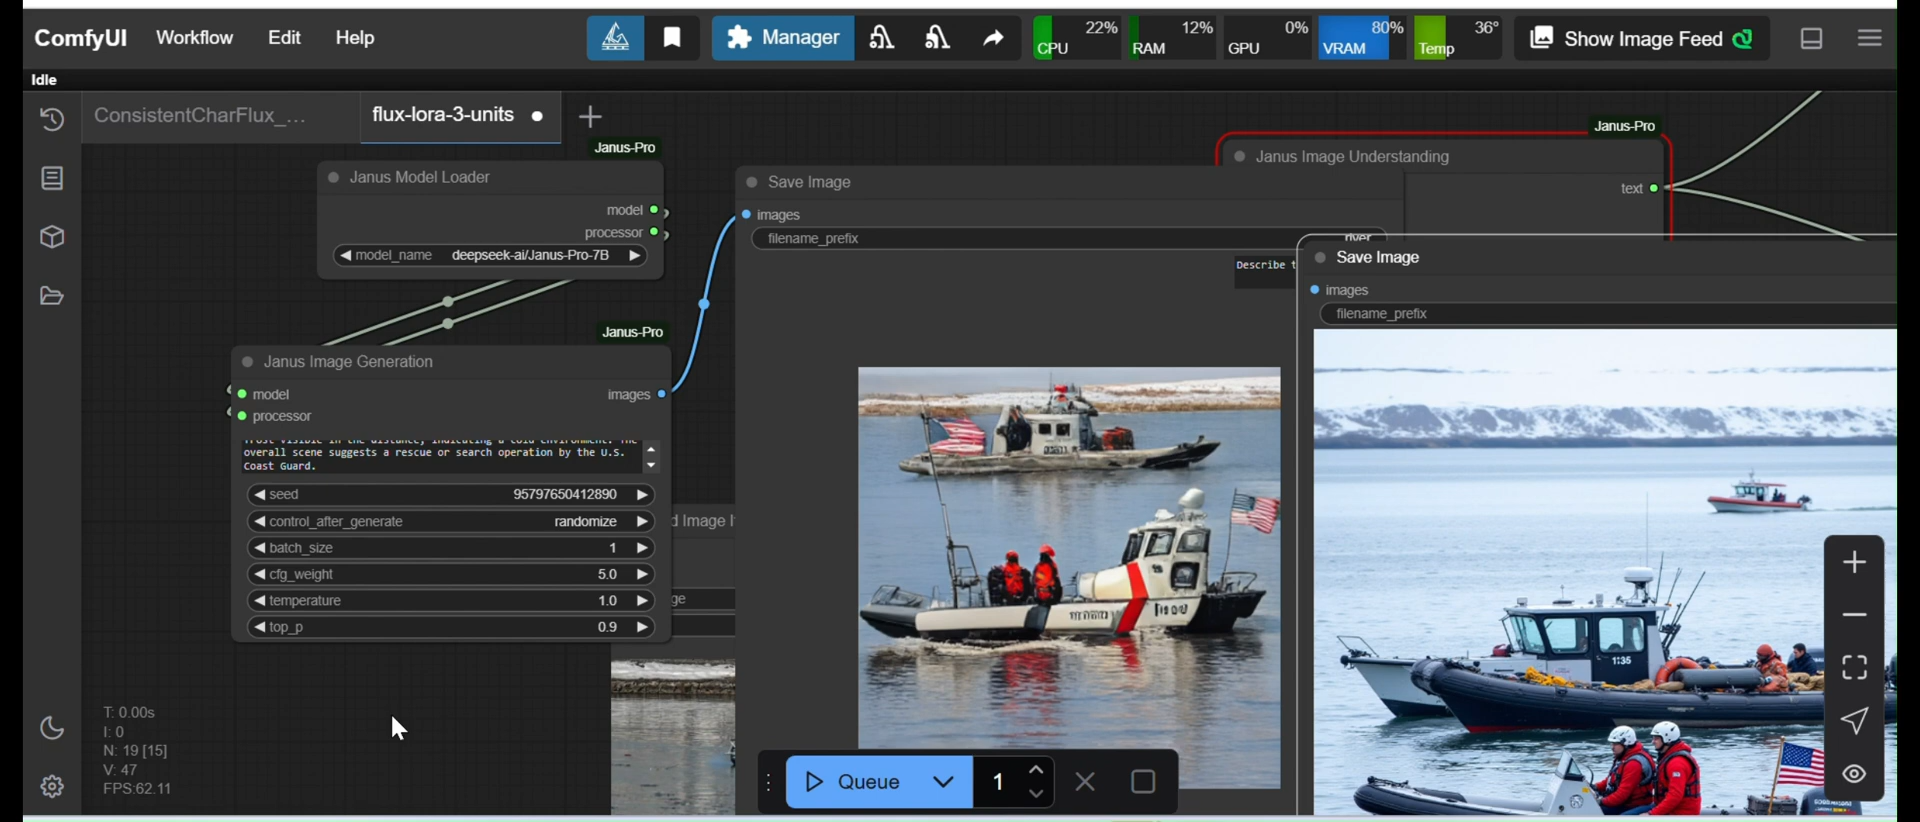 ComfyUI Workflow Edit Help
Manager
CPU 22% RAM 12% GPU 0% VRAM 80% Temp 36°
Show Image Feed
Idle
ConsistentCharFlux_...
flux-lora-3-units
Janus-Pro
Janus Model Loader
model
processor
model_name deepseek-ai/Janus-Pro-7B
Janus-Pro
Janus Image Generation
model images
processor
overall scene suggests a rescue or search operation by the U.S.
Coast Guard.
seed 95797650412890
control_after_generate randomize
batch_size 1
cfg_weight 5.0
temperature 1.0
top_p 0.9
d Image
ge
Save Image
images
filename_prefix river
Janus-Pro
Janus Image Understanding
text
Describe t
Save Image
images
filename_prefix
1:35
T: 0.00s
I: 0
N: 19 [15]
V: 47
FPS:62.11
Queue 1